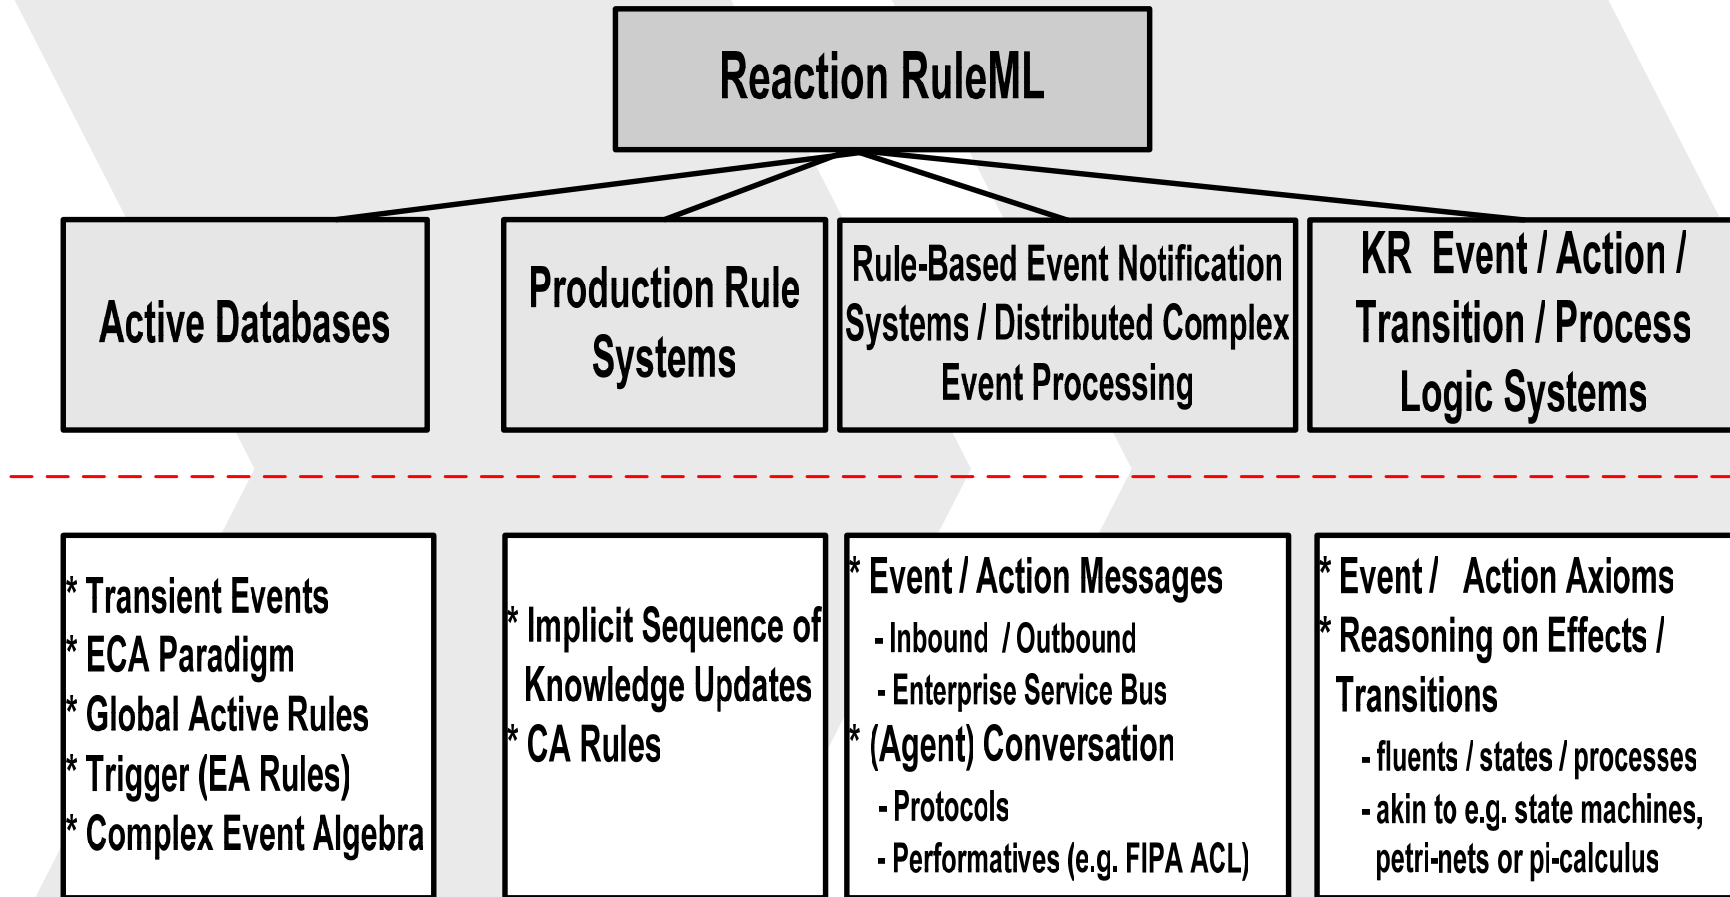 Reaction RuleML
Active Databases
Production Rule
Systems
Rule-Based Event Notification
Systems / Distributed Complex
Event Processing
KR Event / Action /
Transition / Process
Logic Systems
* Transient Events
* ECA Paradigm
* Global Active Rules
* Trigger (EA Rules)
* Complex Event Algebra
* Implicit Sequence of
Knowledge Updates
* CA Rules
* Event / Action Messages
- Inbound / Outbound
- Enterprise Service Bus
* (Agent) Conversation
- Protocols
- Performatives (e.g. FIPA ACL)
* Event / Action Axioms
* Reasoning on Effects /
Transitions
- fluents / states / processes
- akin to e.g. state machines,
petri-nets or pi-calculus